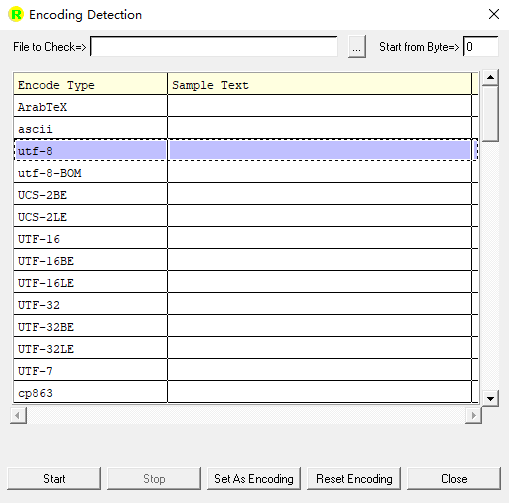 R Encoding Detection
File to Check=> ... Start from Byte=> 0
Encode Type Sample Text
ArabTeX
ascii
utf-8
utf-8-BOM
UCS-2BE
UCS-2LE
UTF-16
UTF-16BE
UTF-16LE
UTF-32
UTF-32BE
UTF-32LE
UTF-7
cp863
Start Stop Set As Encoding Reset Encoding Close